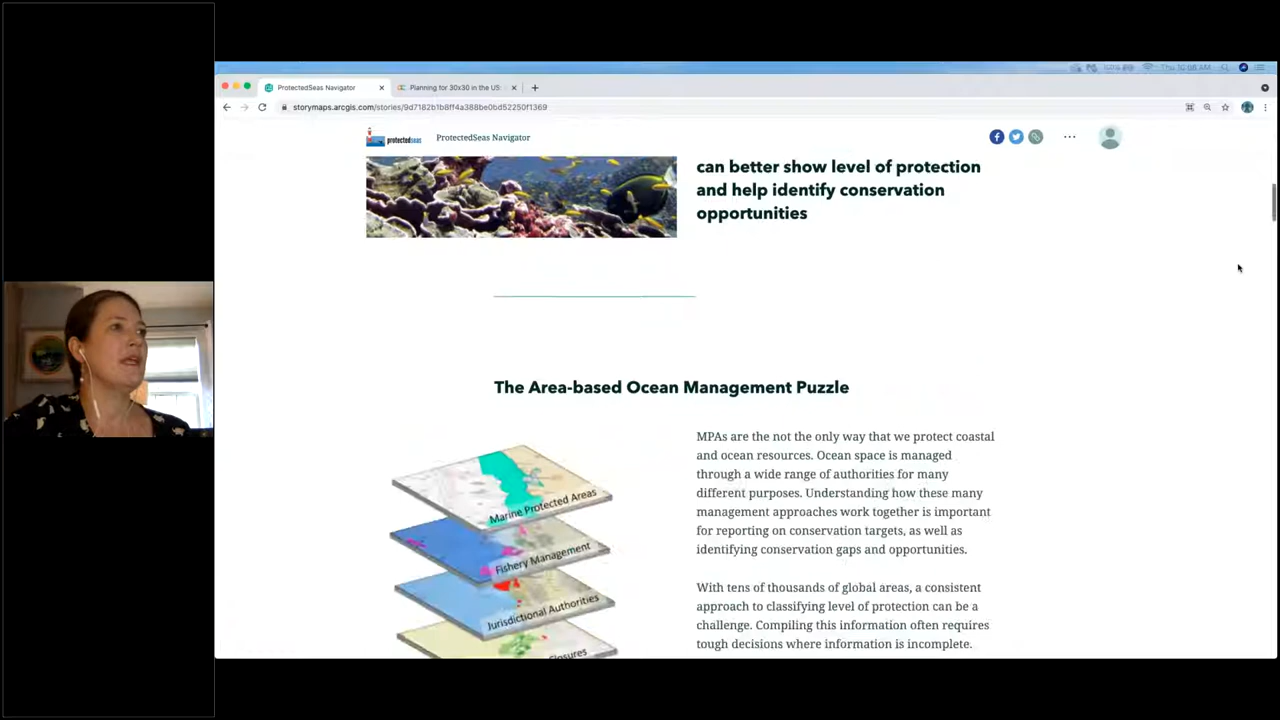 Thu 10:08 AM
ProtectedSeas Navigator
Planning for 30x30 in the US:
storymaps.arcgis.com/stories/9d7182b1b8ff4a388be0bd52250f1369
protectedseas
ProtectedSeas Navigator
can better show level of protection
and help identify conservation
opportunities
The Area-based Ocean Management Puzzle
MPAs are the not the only way that we protect coastal
and ocean resources. Ocean space is managed
through a wide range of authorities for many
different purposes. Understanding how these many
management approaches work together is important
for reporting on conservation targets, as well as
identifying conservation gaps and opportunities.
With tens of thousands of global areas, a consistent
approach to classifying level of protection can be a
challenge. Compiling this information often requires
tough decisions where information is incomplete.
Marine Protected Areas
Fishery Management
Jurisdictional Authorities
Closures